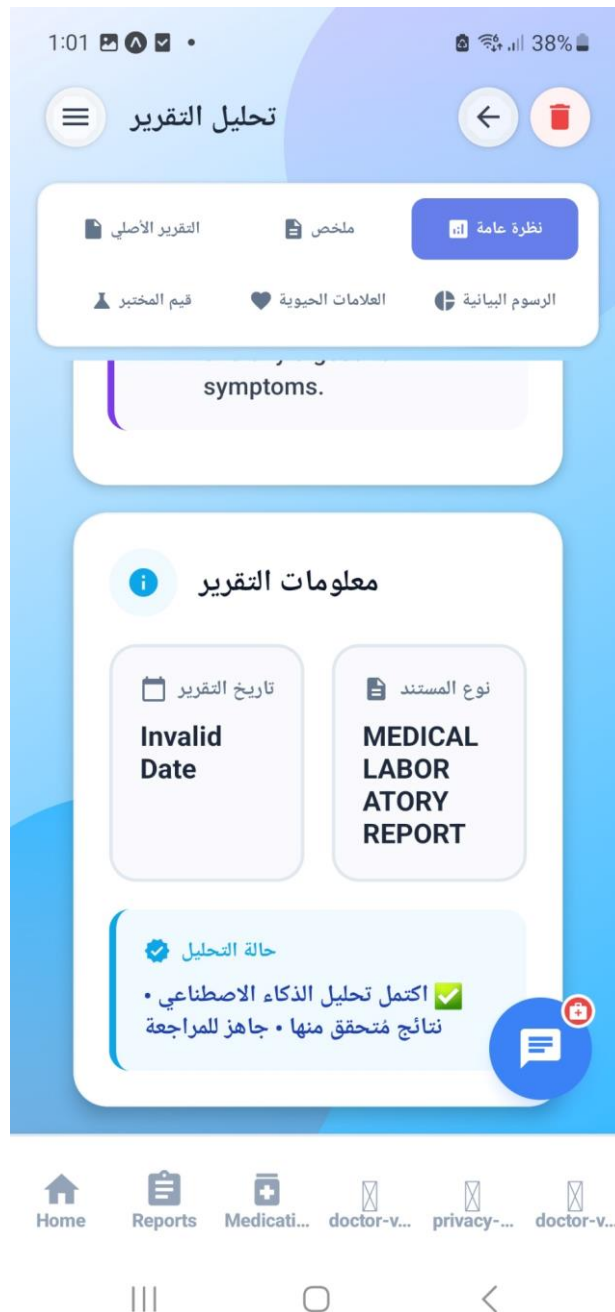 1:01
38%
تحليل التقرير
نظرة عامة
ملخص
التقرير الأصلي
الرسوم البيانية
العلامات الحيوية
قيم المختبر
symptoms.
معلومات التقرير
نوع المستند
MEDICAL
LABOR
ATORY
REPORT
تاريخ التقرير
Invalid
Date
حالة التحليل
✅ اكتمل تحليل الذكاء الاصطناعي •
نتائج مُتحقق منها • جاهز للمراجعة
Home
Reports
Medicati...
doctor-v...
privacy-...
doctor-v...